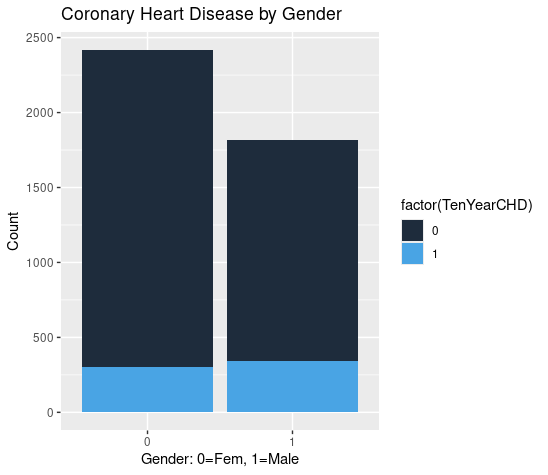 Coronary Heart Disease by Gender
2500
2000
1500
1000
500
0
Count
0
1
Gender: 0=Fem, 1=Male
factor(TenYearCHD)
0
1